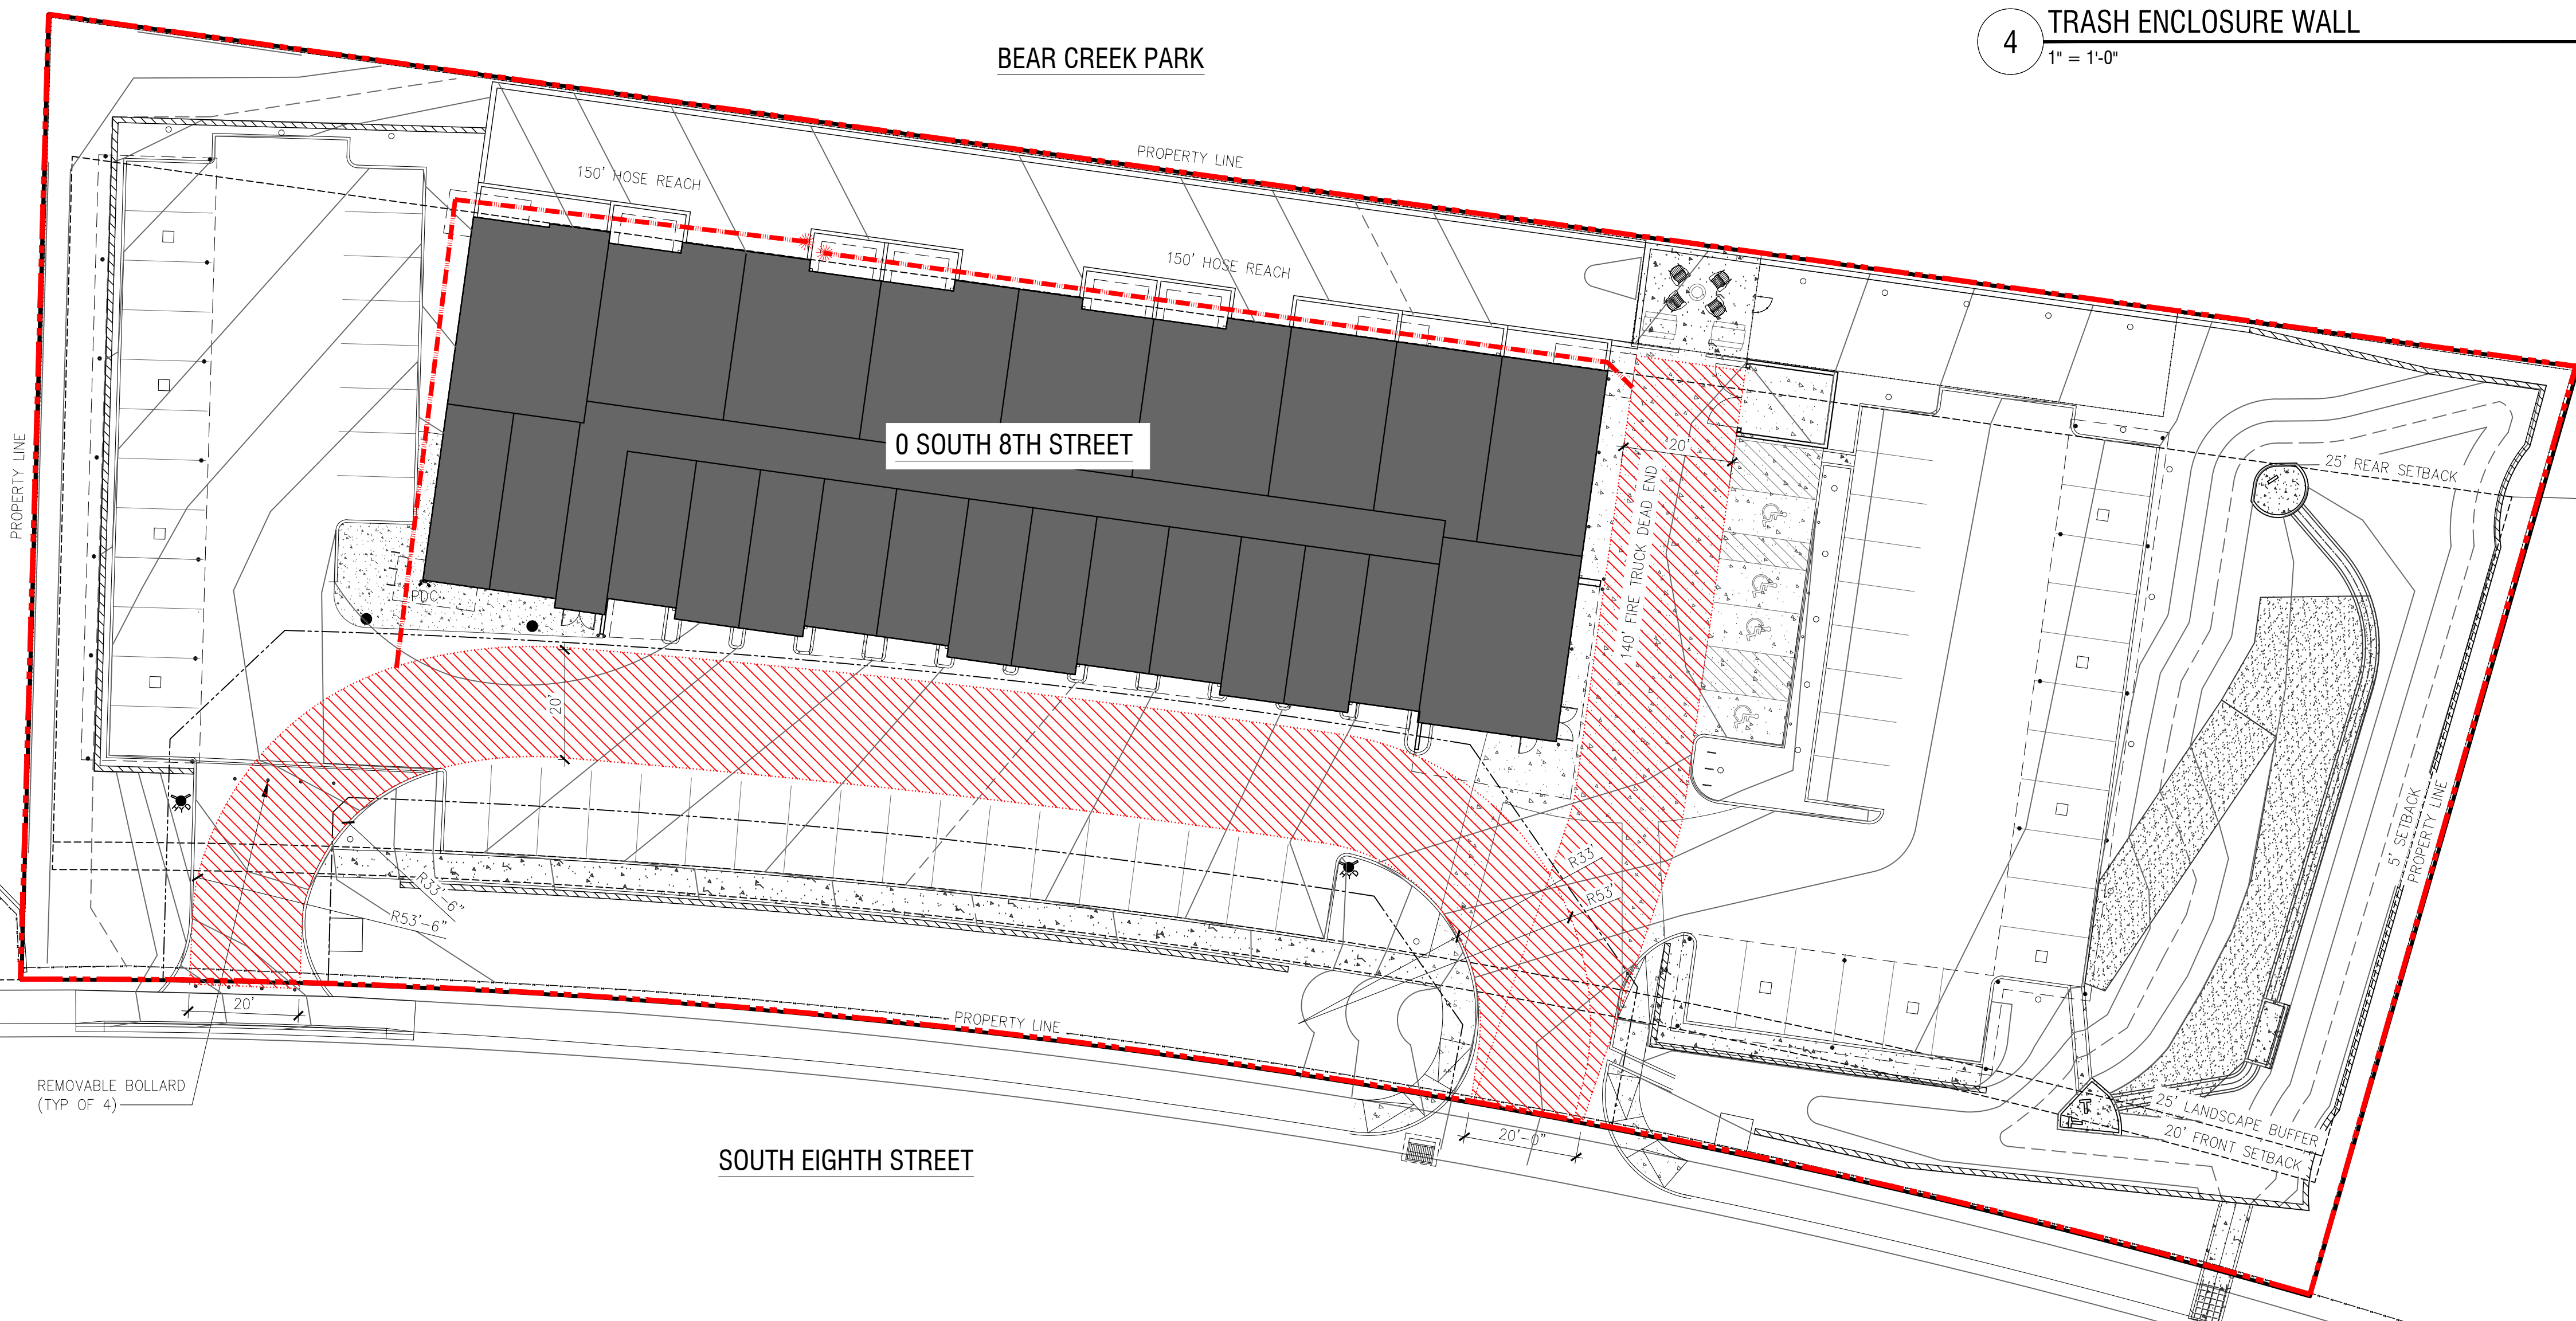 4
TRASH ENCLOSURE WALL
1" = 1'-0"
BEAR CREEK PARK
PROPERTY LINE
150' HOSE REACH
150' HOSE REACH
0 SOUTH 8TH STREET
PROPERTY LINE
20'
140' FIRE TRUCK DEAD END
25' REAR SETBACK
PDC
20'
5' SETBACK
PROPERTY LINE
R33'-6"
R53'-6"
R33'
R53'
20'
PROPERTY LINE
REMOVABLE BOLLARD
(TYP OF 4)
20'-0"
25' LANDSCAPE BUFFER
20' FRONT SETBACK
SOUTH EIGHTH STREET